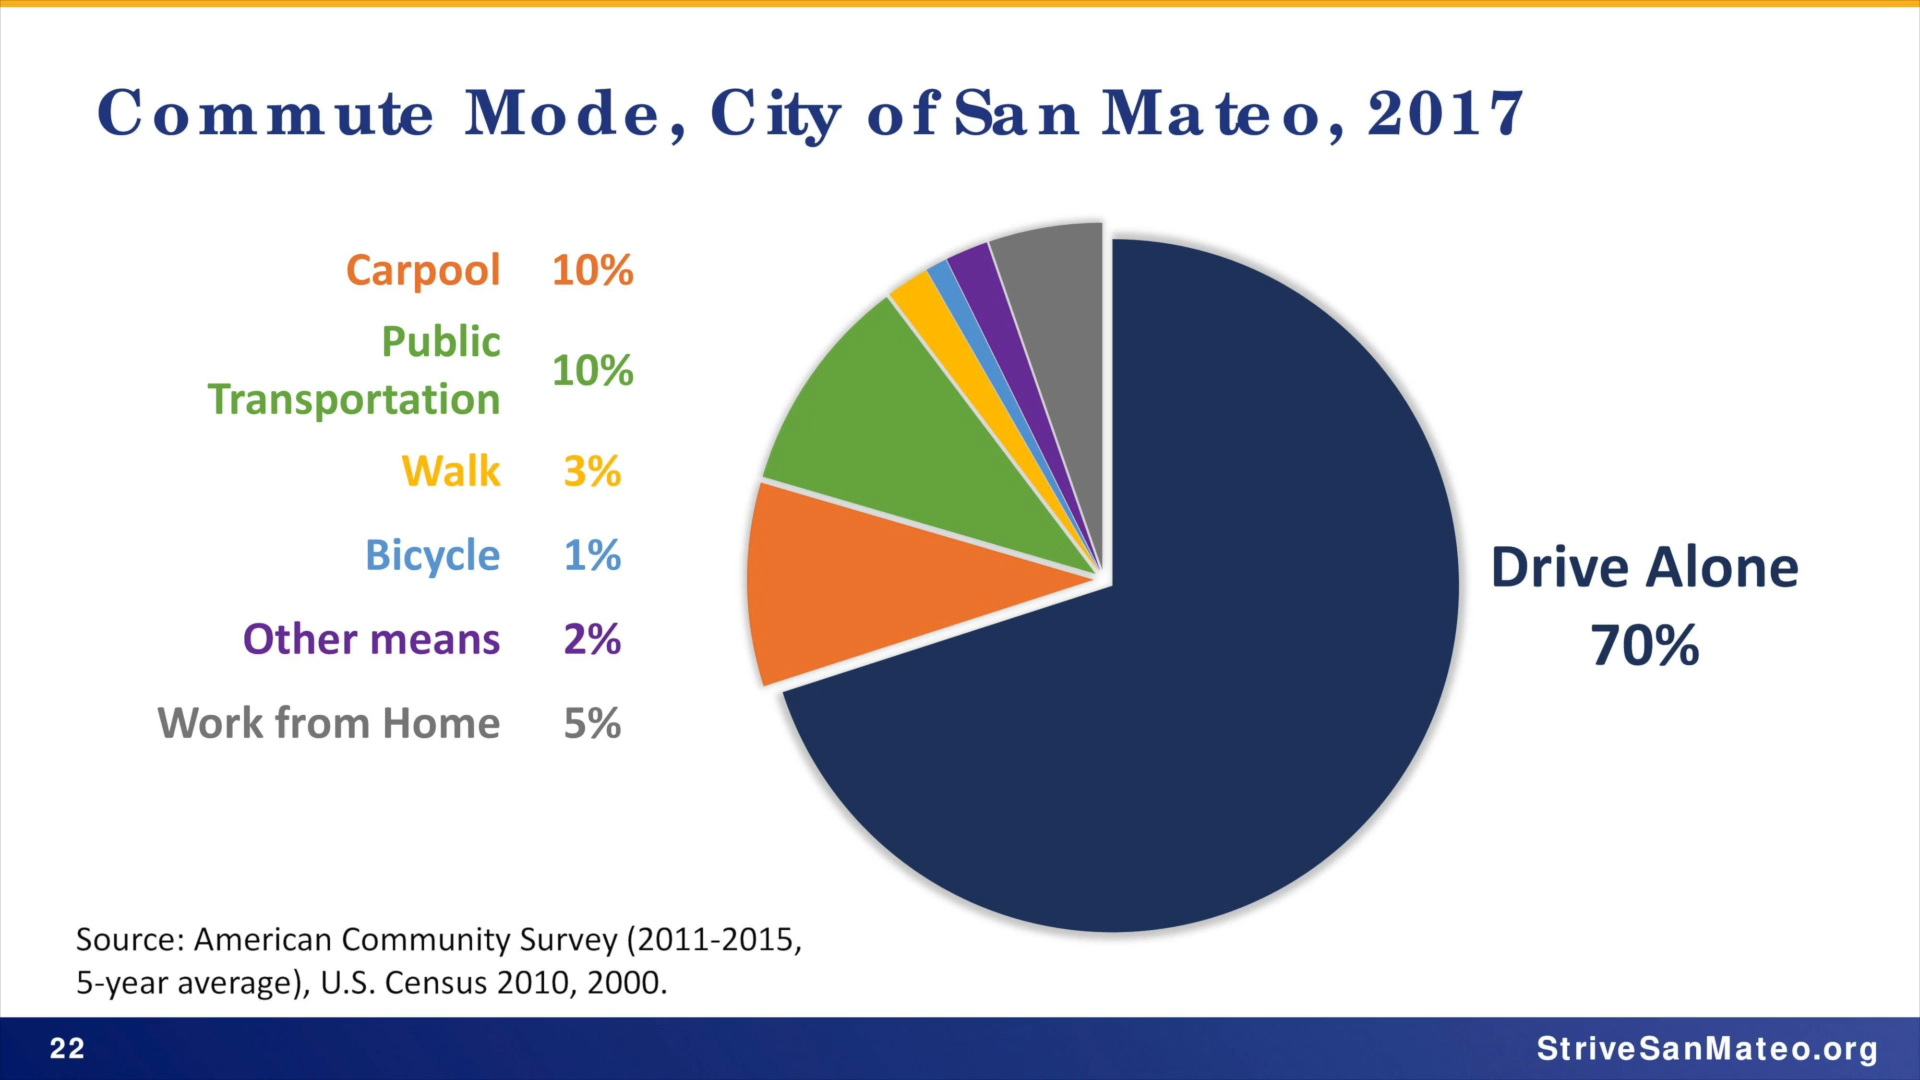 Commute Mode, City of San Mateo, 2017
Carpool 10%
Public
Transportation 10%
Walk 3%
Bicycle 1%
Other means 2%
Work from Home 5%
Drive Alone
70%
Source: American Community Survey (2011-2015,
5-year average), U.S. Census 2010, 2000.
22
StriveSanMateo.org